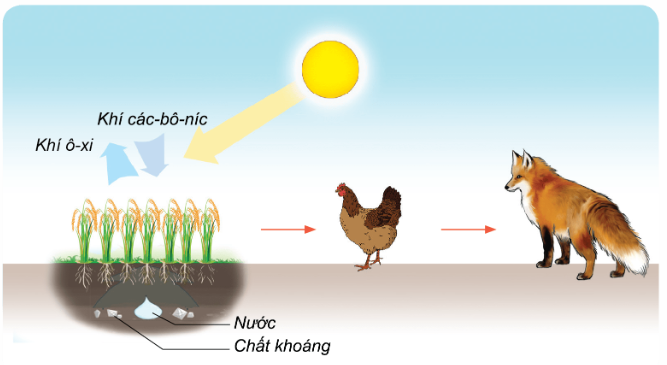 Khí các-bô-níc
Khí ô-xi
Nước
Chất khoáng